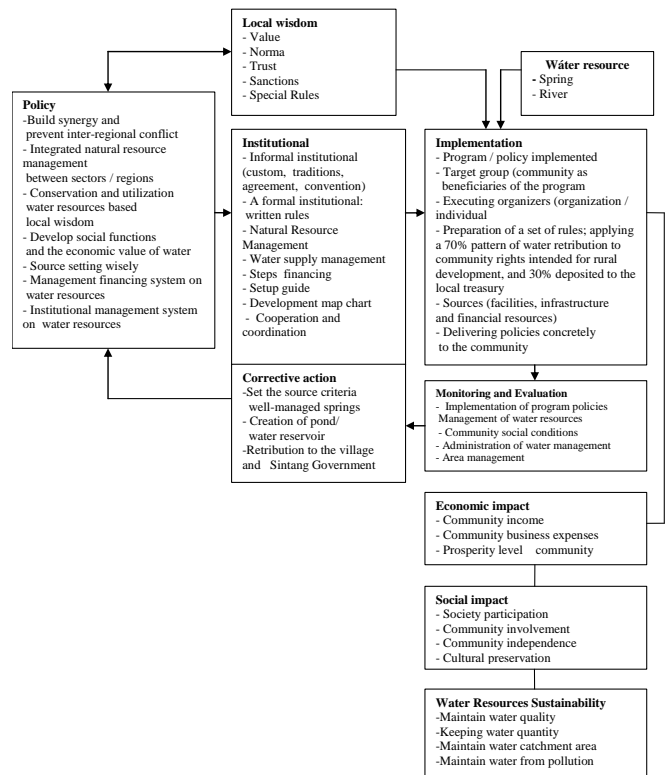 Local wisdom
- Value
- Norma
- Trust
- Sanctions
- Special Rules
Wáter resource
- Spring
- River
Policy
-Build synergy and
prevent inter-regional conflict
- Integrated natural resource
management
between sectors / regions
- Conservation and utilization
water resources based
local wisdom
- Develop social functions
and the economic value of water
- Source setting wisely
- Management financing system on
water resources
- Institutional management system
on water resources
Institutional
- Informal institutional
(custom, traditions,
agreement, convention)
- A formal institutional:
written rules
- Natural Resource
Management
- Water supply management
- Steps financing
- Setup guide
- Development map chart
- Cooperation and
coordination
Implementation
- Program / policy implemented
- Target group (community as
beneficiaries of the program
- Executing organizers (organization /
individual
- Preparation of a set of rules; applying
a 70% pattern of water retribution to
community rights intended for rural
development, and 30% deposited to the
local treasury
- Sources (facilities, infrastructure
and financial resources)
- Delivering policies concretely
to the community
Corrective action
-Set the source criteria
well-managed springs
- Creation of pond/
water reservoir
-Retribution to the village
and Sintang Government
Monitoring and Evaluation
- Implementation of program policies
Management of water resources
- Community social conditions
- Administration of water management
- Area management
Economic impact
- Community income
- Community business expenses
- Prosperity level community
Social impact
- Society participation
- Community involvement
- Community independence
- Cultural preservation
Water Resources Sustainability
-Maintain water quality
-Keeping water quantity
-Maintain water catchment area
-Maintain water from pollution